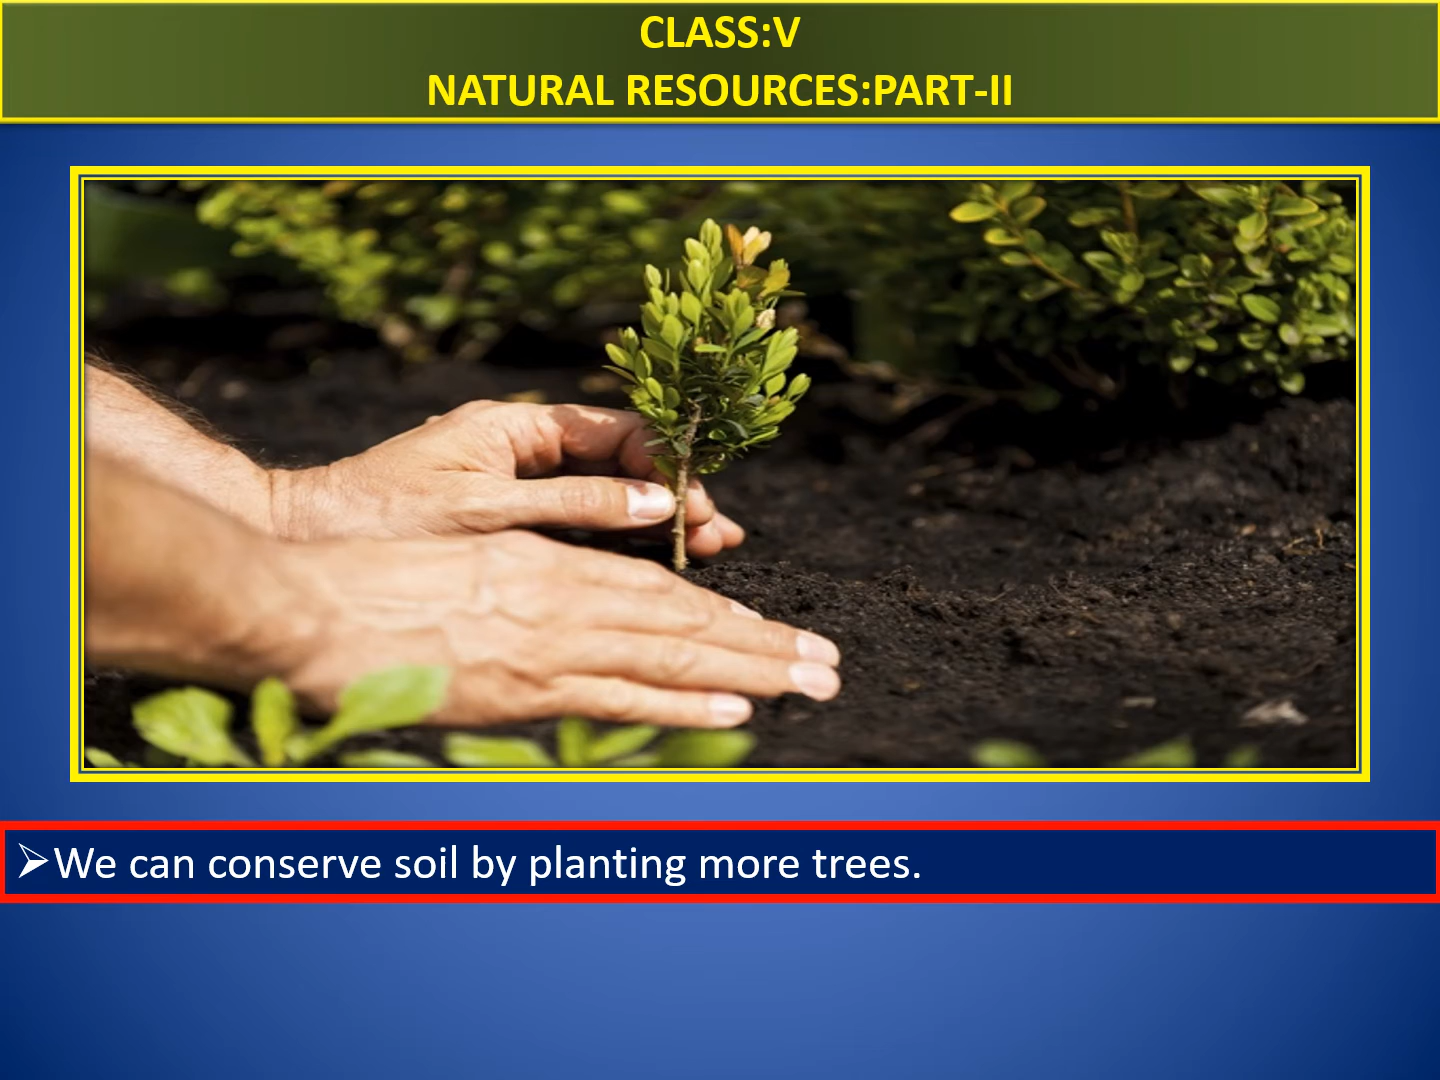 CLASS:V
NATURAL RESOURCES:PART-II
➢We can conserve soil by planting more trees.